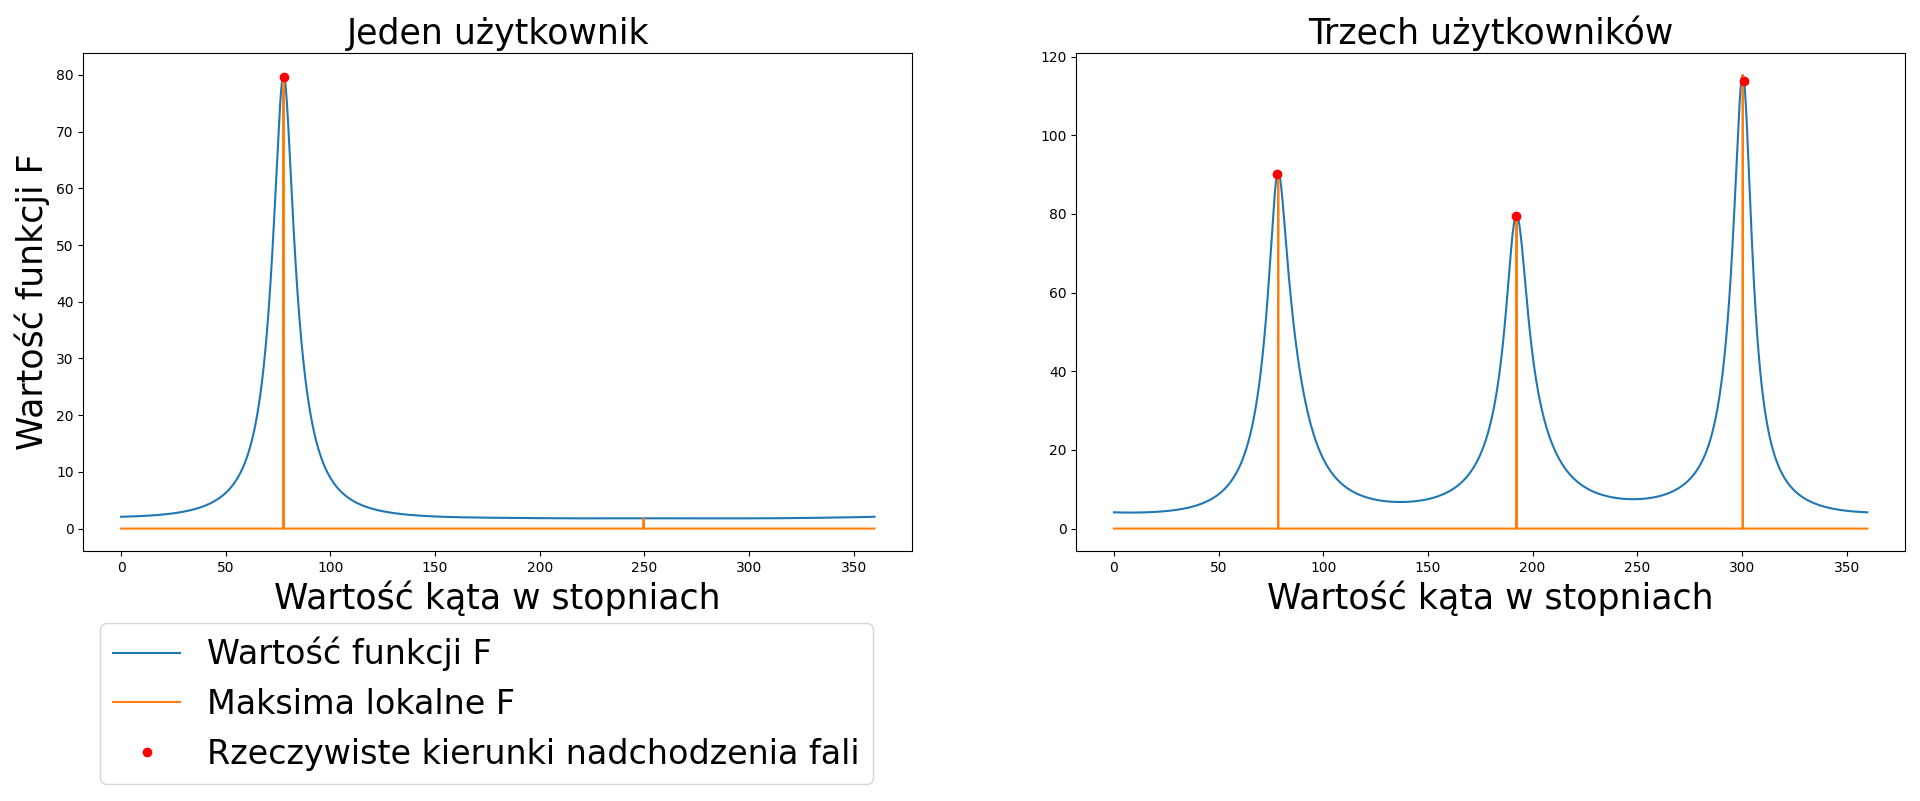 Jeden użytkownik
Wartość funkcji F
80
70
60
50
40
30
20
10
0
0 50 100 150 200 250 300 350
Wartość kąta w stopniach
Trzech użytkowników
120
100
80
60
40
20
0
0 50 100 150 200 250 300 350
Wartość kąta w stopniach
Wartość funkcji F
Maksima lokalne F
Rzeczywiste kierunki nadchodzenia fali